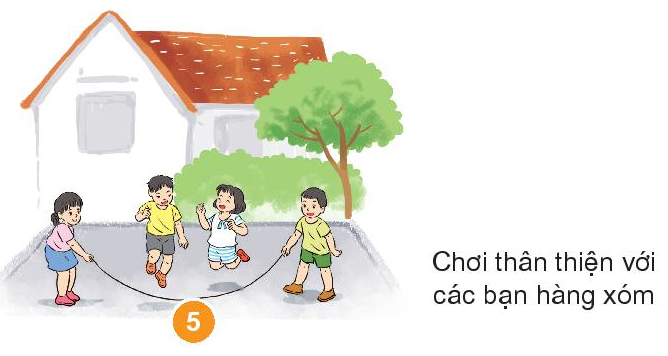 Chơi thân thiện với
các bạn hàng xóm
5